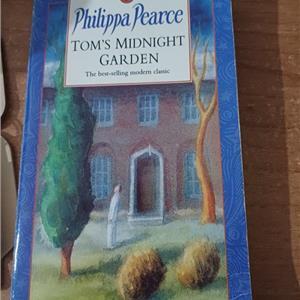 Philippa Pearce
TOM'S MIDNIGHT
GARDEN
The best-selling modern classic